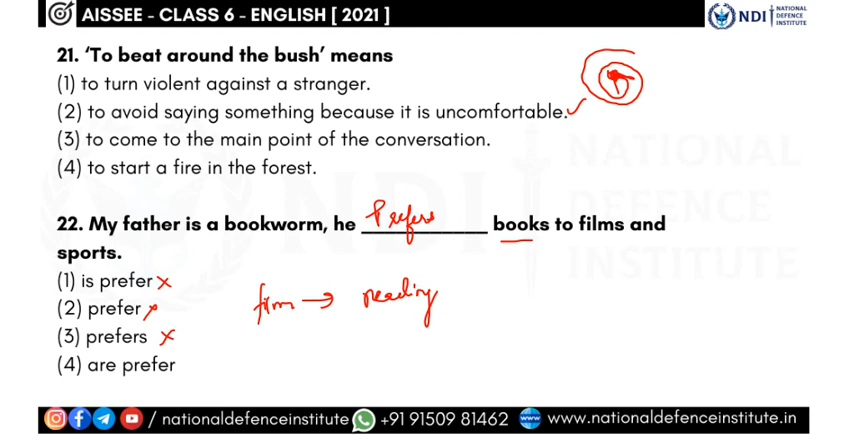 AISSEE - CLASS 6 - ENGLISH [ 2021 ]
NDI NATIONAL DEFENCE INSTITUTE
21. ‘To beat around the bush’ means
(1) to turn violent against a stranger.
(2) to avoid saying something because it is uncomfortable.
(3) to come to the main point of the conversation.
(4) to start a fire in the forest.
22. My father is a bookworm, he Prefers books to films and
sports.
(1) is prefer
(2) prefer
(3) prefers
(4) are prefer
film → reading
NDI NATIONAL
DEFENCE
INSTITUTE
/ nationaldefenceinstitute +91 91509 81462 www.nationaldefenceinstitute.in